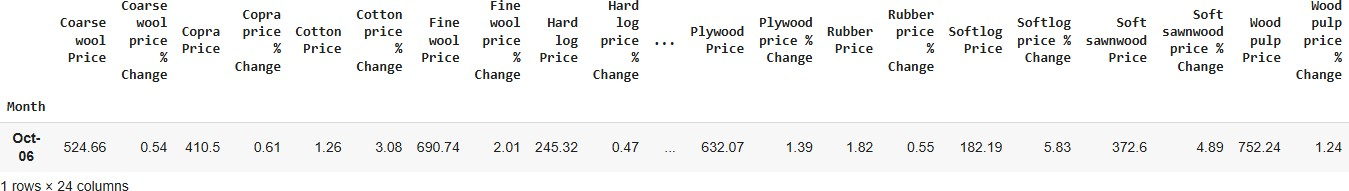 Coarse wool Price Coarse wool price % Change Copra Price Copra price % Change Cotton Price Cotton price % Change Fine wool Price Fine wool price % Change Hard log Price Hard log price % Change ... Plywood Price Plywood price % Change Rubber Price Rubber price % Change Softlog Price Softlog price % Change Soft sawnwood Price Soft sawnwood price % Change Wood pulp Price Wood pulp price % Change
Month
Oct-06 524.66 0.54 410.5 0.61 1.26 3.08 690.74 2.01 245.32 0.47 ... 632.07 1.39 1.82 0.55 182.19 5.83 372.6 4.89 752.24 1.24
1 rows × 24 columns